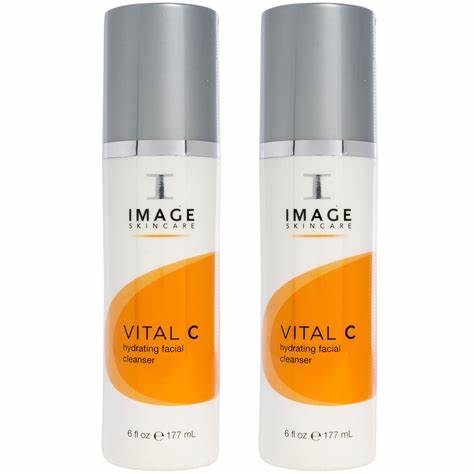 IMAGE
SKINCARE
VITAL C
hydrating facial
cleanser
6 fl oz e 177 mL
IMAGE
SKINCARE
VITAL C
hydrating facial
cleanser
6 fl oz e 177 mL